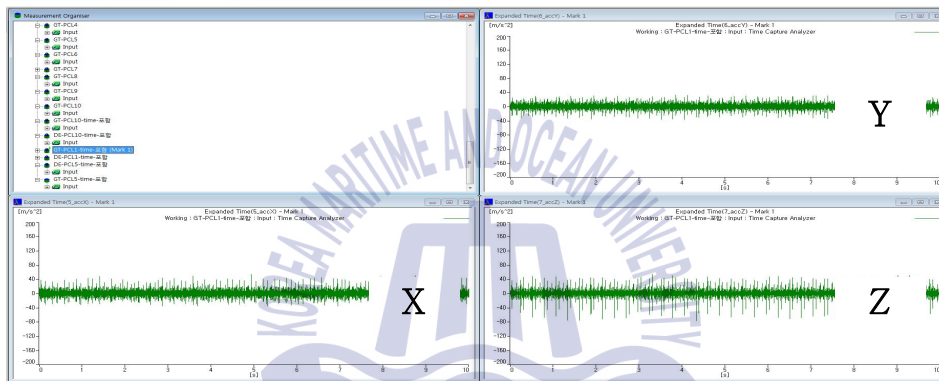 Measurement Organiser
GT-PCL4
Input
GT-PCL5
Input
GT-PCL6
Input
GT-PCL7
GT-PCL8
Input
GT-PCL9
Input
GT-PCL10
Input
GT-PCL10-time-포함
Input
DE-PCL10-time-포함
Input
GT-PCL1-time-포함 (Mark 1)
DE-PCL1-time-포함
DE-PCL5-time-포함
Input
GT-PCL5-time-포함
Input
Expanded Time(6_accY) - Mark 1
[m/s^2]
Expanded Time(6_accY) - Mark 1
Working : GT-PCL1-time-포함 : Input : Time Capture Analyzer
200
160
120
80
40
0
-40
-80
-120
-160
-200
0 1 2 3 4 5 6 7 8 9 10
[s]
Y
Expanded Time(5_accX) - Mark 1
[m/s^2]
Expanded Time(5_accX) - Mark 1
Working : GT-PCL1-time-포함 : Input : Time Capture Analyzer
200
160
120
80
40
0
-40
-80
-120
-160
-200
0 1 2 3 4 5 6 7 8 9 10
[s]
X
Expanded Time(7_accZ) - Mark 1
[m/s^2]
Expanded Time(7_accZ) - Mark 1
Working : GT-PCL1-time-포함 : Input : Time Capture Analyzer
200
160
120
80
40
0
-40
-80
-120
-160
-200
0 1 2 3 4 5 6 7 8 9 10
[s]
Z
KOREA MARITIME AND OCEAN UNIVERSITY